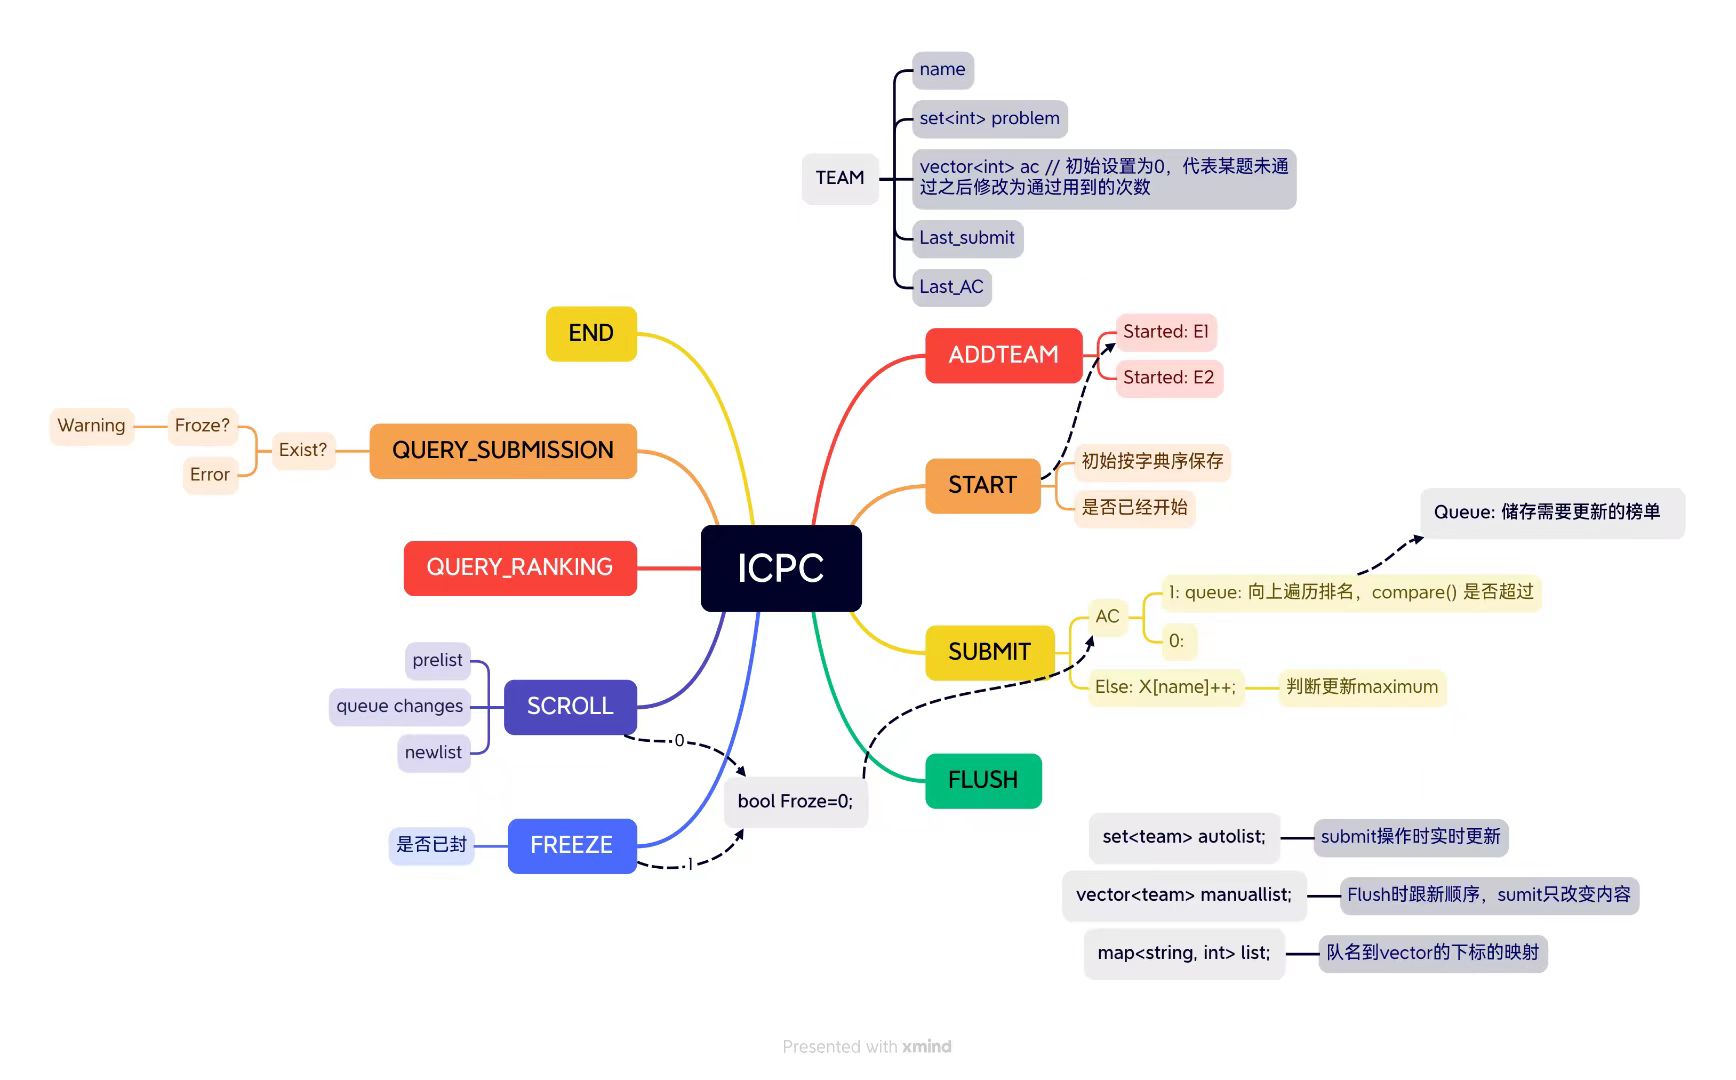 name
set<int> problem
TEAM
vector<int> ac // 初始设置为0，代表某题未通
过之后修改为通过用到的次数
Last_submit
Last_AC
END
ADDTEAM
Started: E1
Started: E2
Warning
Froze?
Exist?
Error
QUERY_SUBMISSION
START
初始按字典序保存
是否已经开始
Queue: 储存需要更新的榜单
QUERY_RANKING
ICPC
SUBMIT
AC
1: queue: 向上遍历排名，compare() 是否超过
0:
Else: X[name]++;
判断更新maximum
prelist
queue changes
newlist
SCROLL
0
bool Froze=0;
FLUSH
是否已封
FREEZE
1
set<team> autolist;
submit操作时实时更新
vector<team> manuallist;
Flush时跟新顺序，sumit只改变内容
map<string, int> list;
队名到vector的下标的映射
Presented with xmind